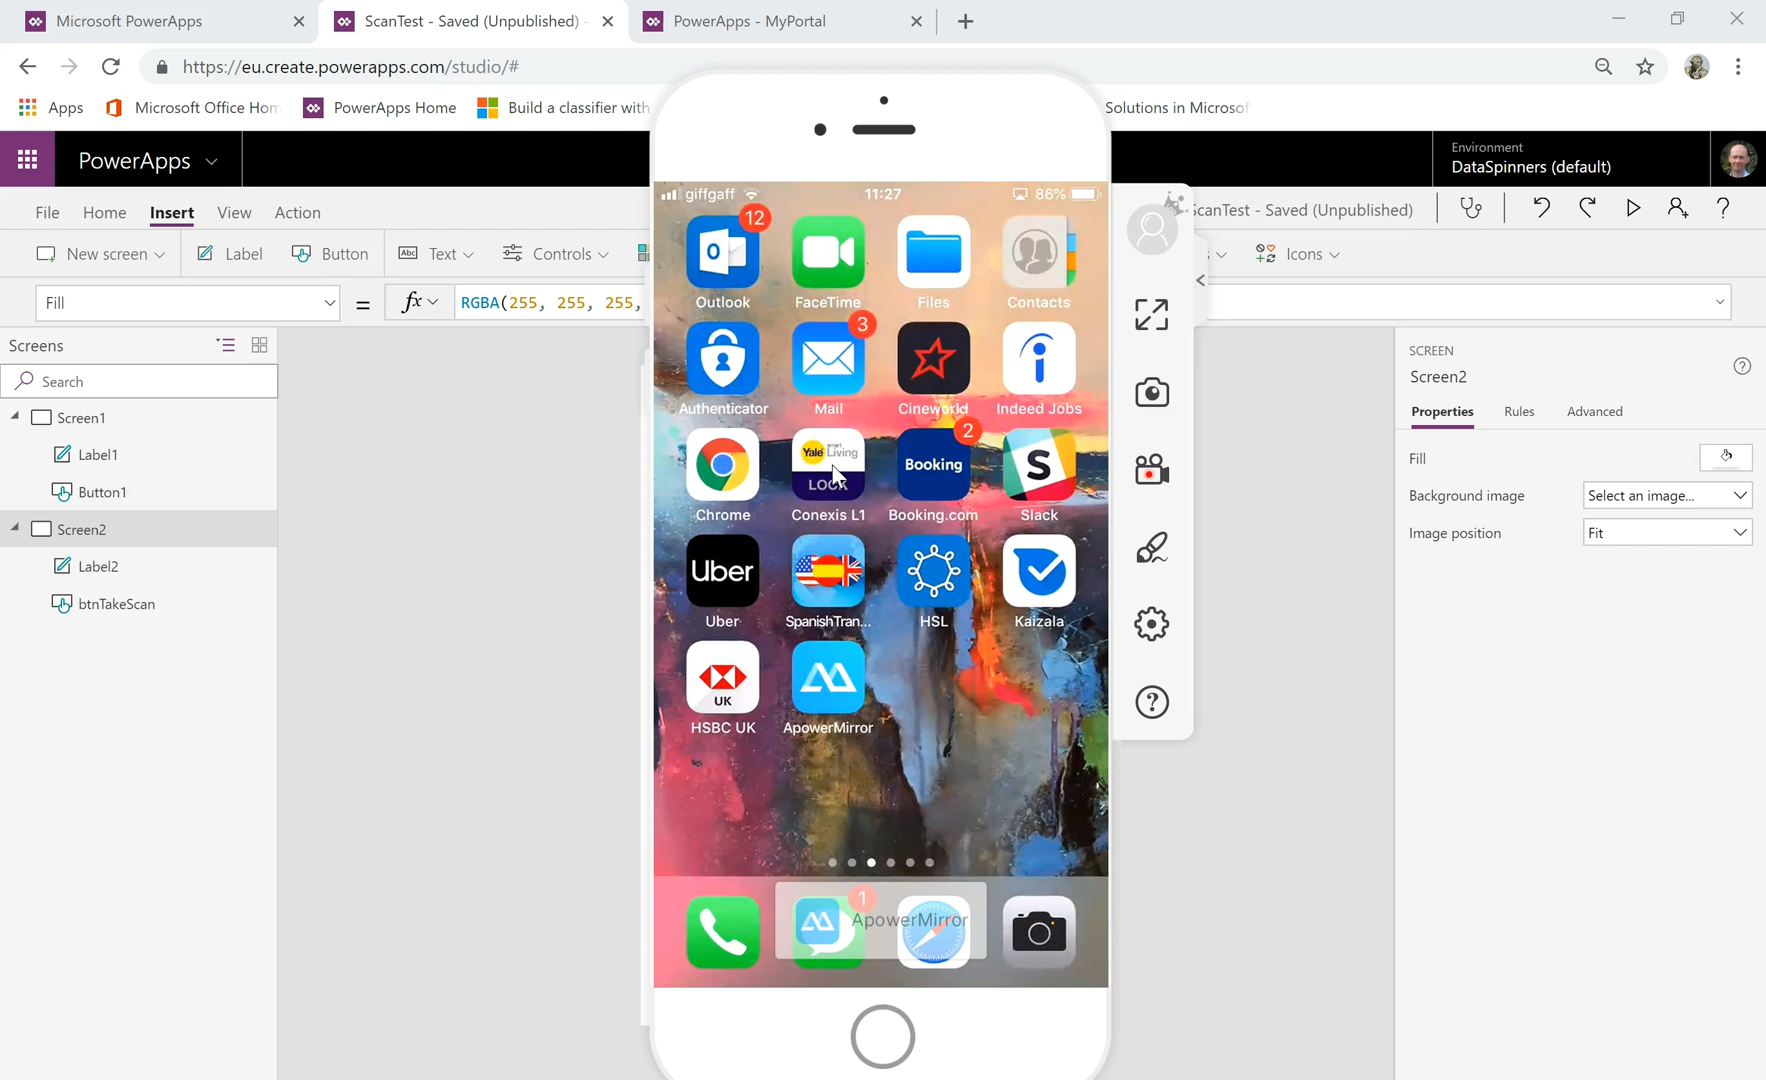 Microsoft PowerApps
ScanTest - Saved (Unpublished) -
PowerApps - MyPortal
https://eu.create.powerapps.com/studio/#
Apps
Microsoft Office Hom
PowerApps Home
Build a classifier with
Solutions in Microsof
PowerApps
Environment
DataSpinners (default)
File
Home
Insert
View
Action
ScanTest - Saved (Unpublished)
New screen
Label
Button
Abc
Text
Controls
Icons
Fill
=
fx
RGBA(255, 255, 255,
Screens
Search
Screen1
Label1
Button1
Screen2
Label2
btnTakeScan
giffgaff
11:27
86%
12
Outlook
FaceTime
Files
Contacts
3
Authenticator
Mail
Cineworld
Indeed Jobs
2
Yale smart Living
LOCK
Booking
S
Chrome
Conexis L1
Booking.com
Slack
Uber
Uber
SpanishTran...
HSL
Kaizala
UK
HSBC UK
ApowerMirror
1
ApowerMirror
SCREEN
Screen2
Properties
Rules
Advanced
Fill
Background image
Select an image...
Image position
Fit